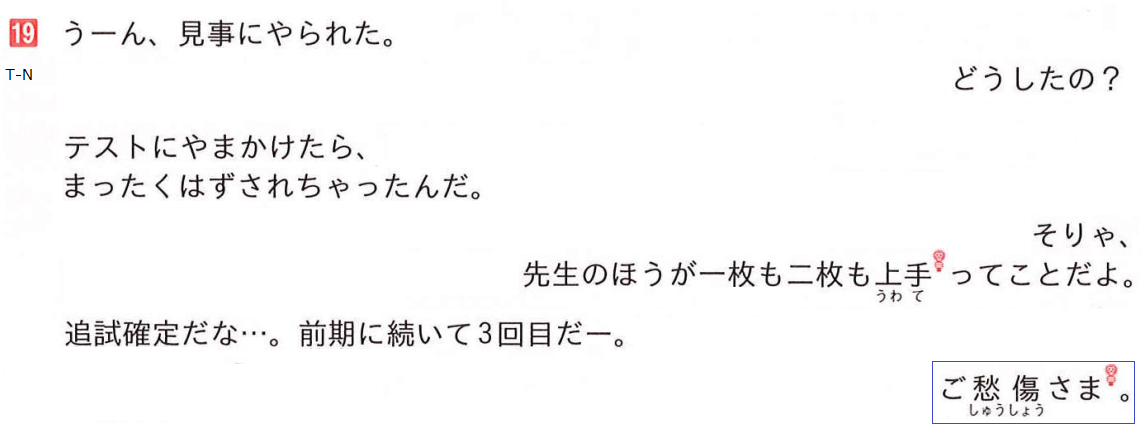 19 うーん、見事にやられた。
T-N
どうしたの？
テストにやまかけたら、
まったくはずされちゃったんだ。
そりゃ、
先生のほうが一枚も二枚も上手ってことだよ。
うわて
追試確定だな…。前期に続いて3回目だー。
ご愁傷さま。
しゅうしょう